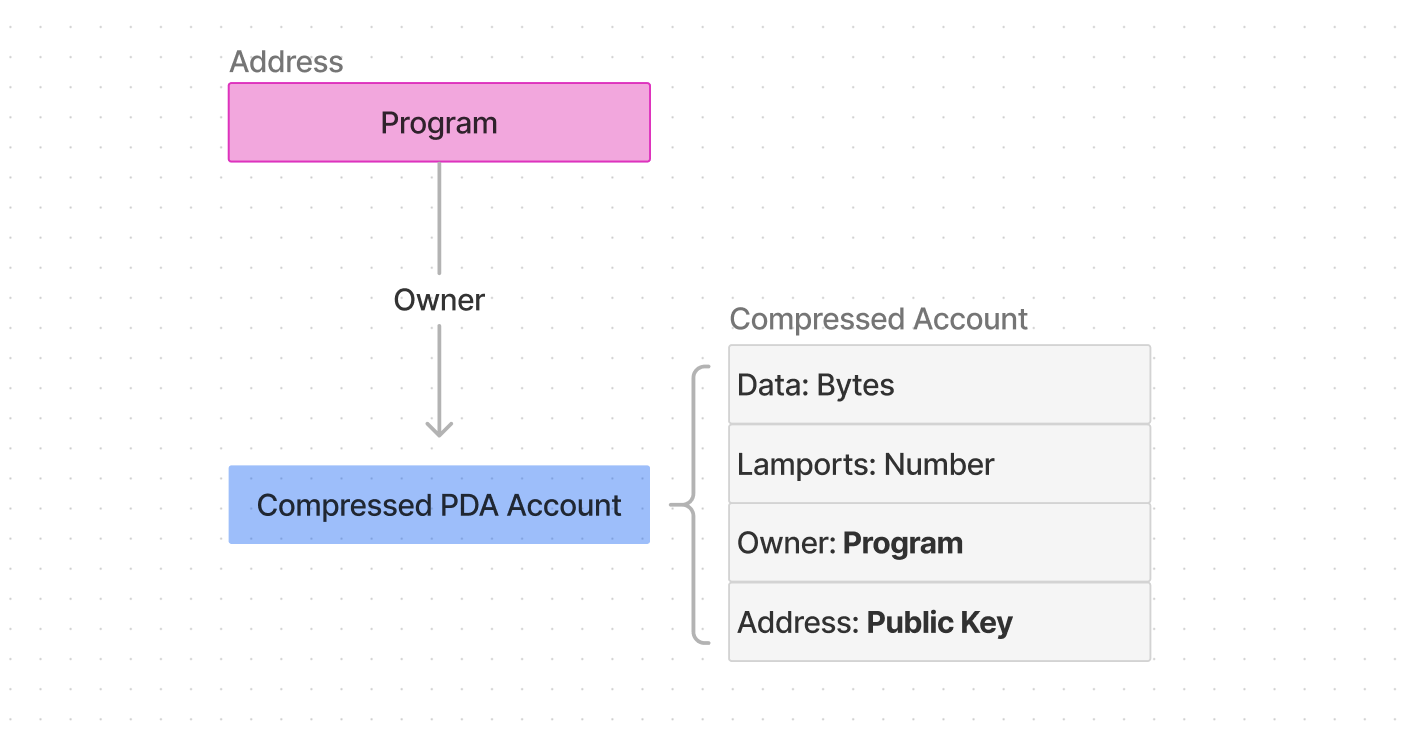 Address
Program
Owner
Compressed PDA Account
Compressed Account
Data: Bytes
Lamports: Number
Owner: Program
Address: Public Key